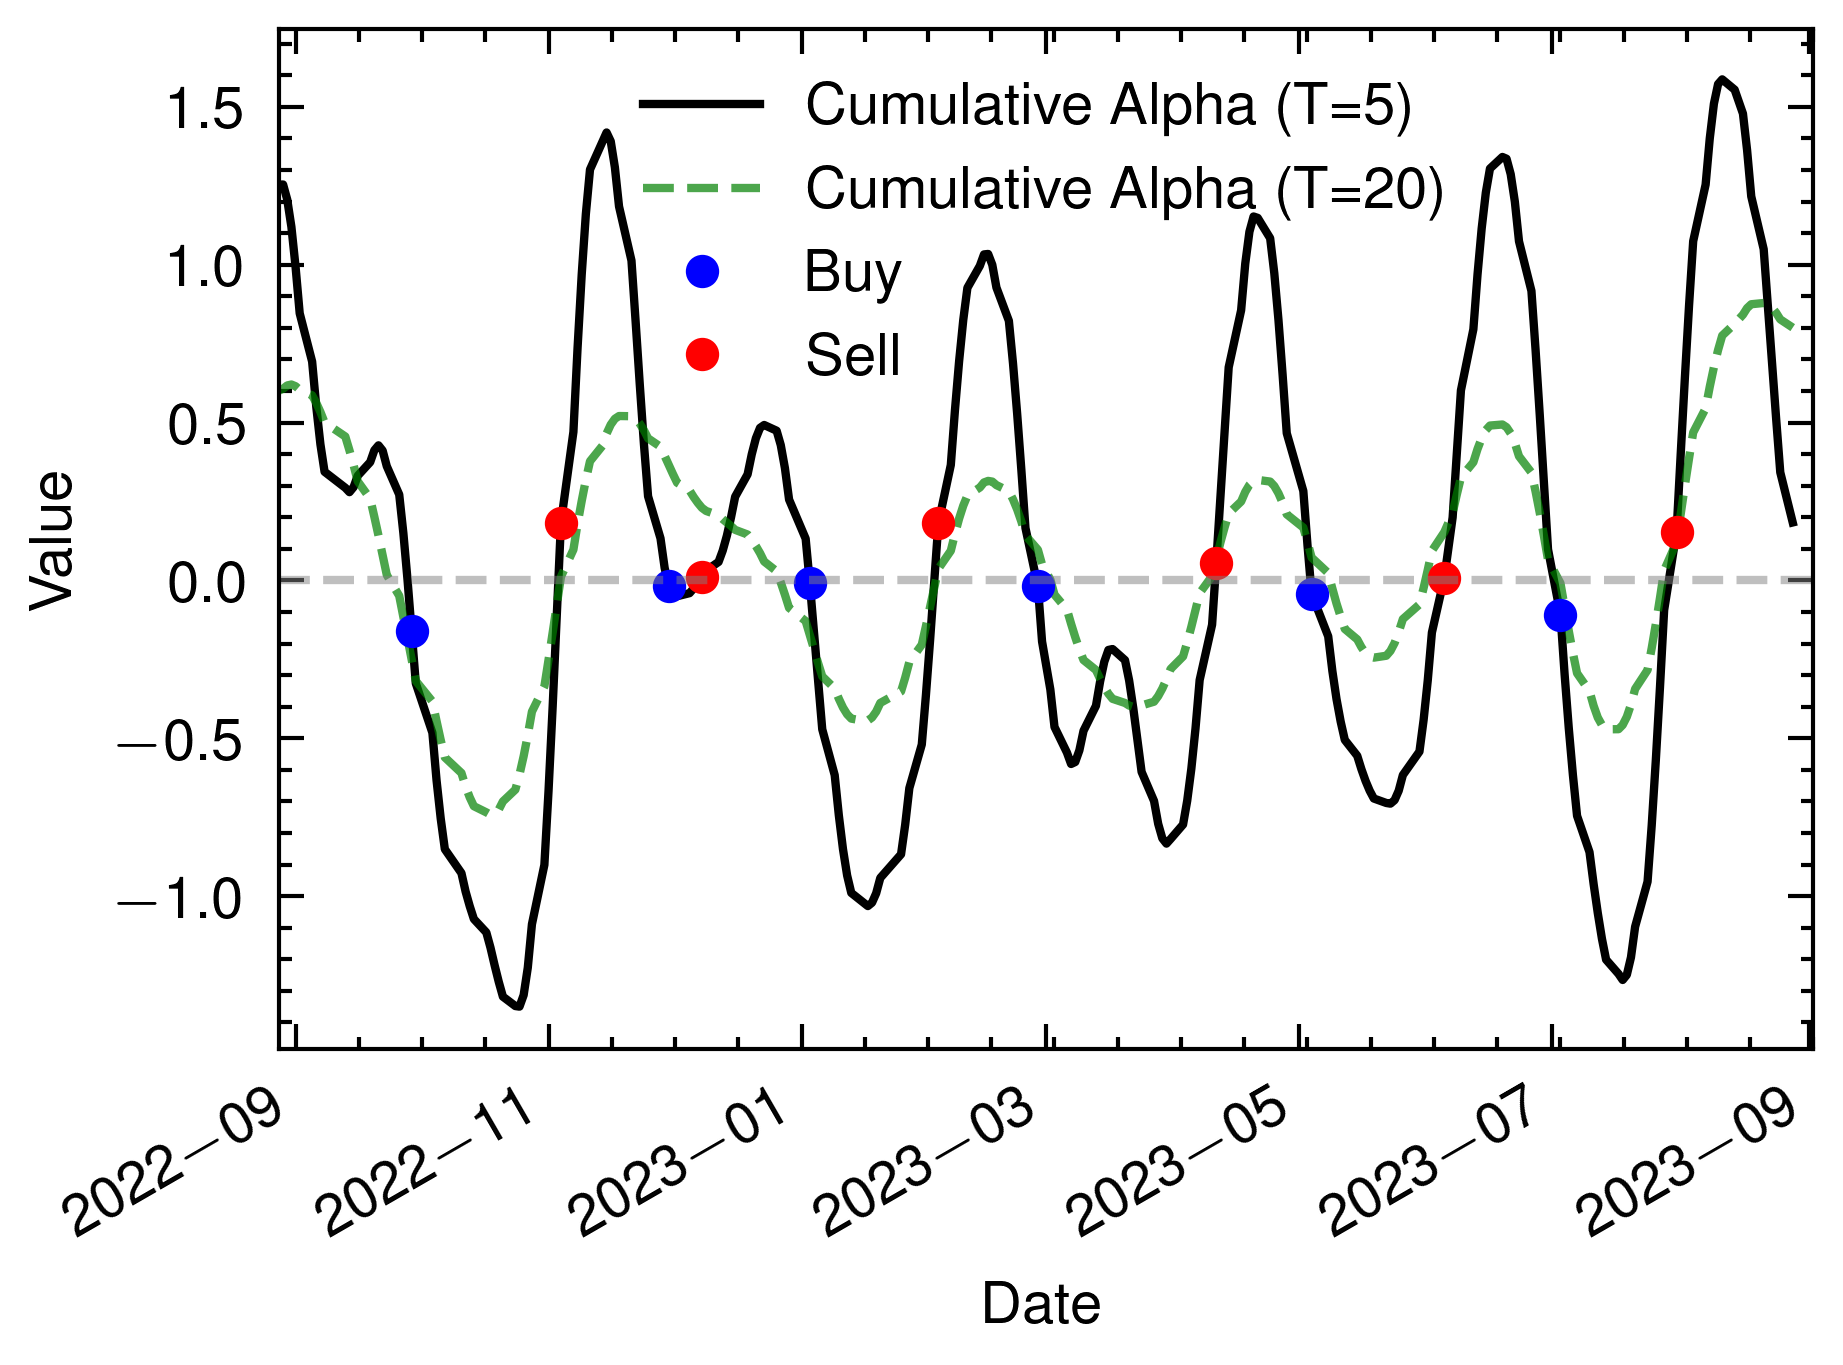 Cumulative Alpha (T=5)
Cumulative Alpha (T=20)
Buy
Sell
1.5
1.0
0.5
0.0
−0.5
−1.0
Value
2022−09
2022−11
2023−01
2023−03
2023−05
2023−07
2023−09
Date